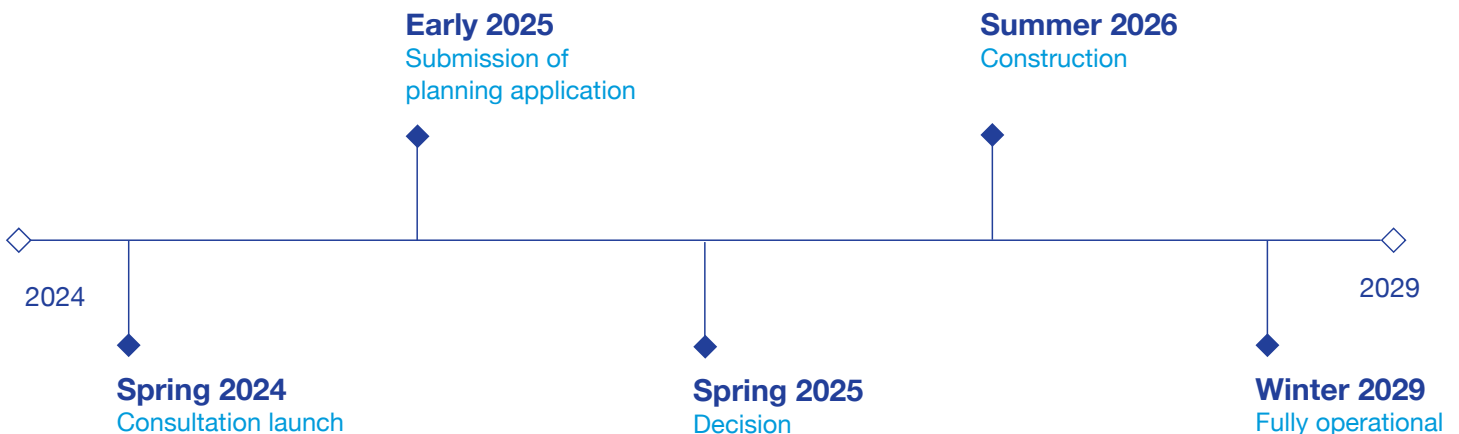 Early 2025
Submission of
planning application
Summer 2026
Construction
2024
2029
Spring 2024
Consultation launch
Spring 2025
Decision
Winter 2029
Fully operational